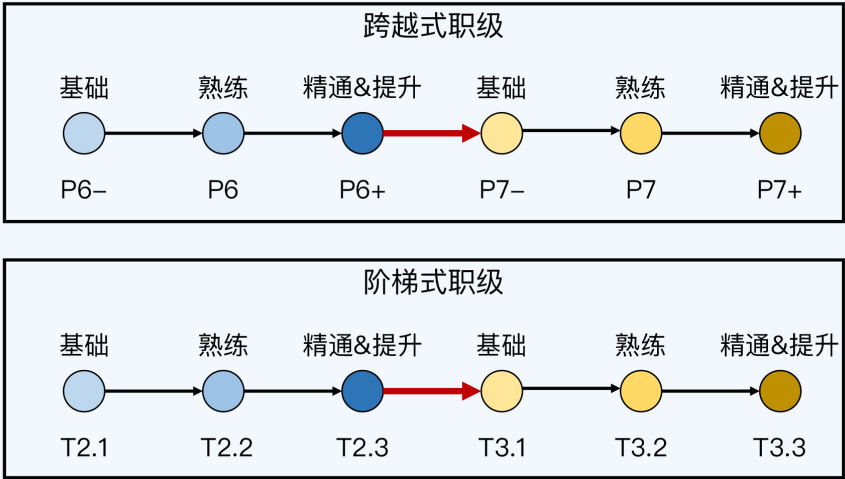 跨越式职级
基础 熟练 精通&提升 基础 熟练 精通&提升
P6– P6 P6+ P7– P7 P7+
阶梯式职级
基础 熟练 精通&提升 基础 熟练 精通&提升
T2.1 T2.2 T2.3 T3.1 T3.2 T3.3